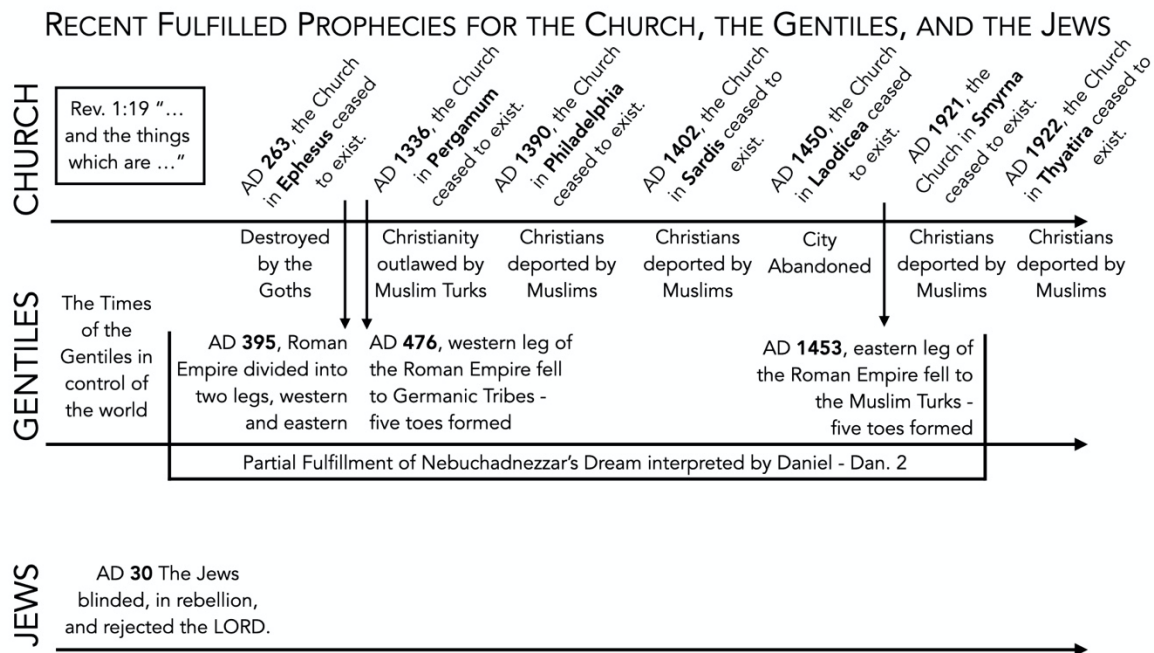 RECENT FULFILLED PROPHECIES FOR THE CHURCH, THE GENTILES, AND THE JEWS
CHURCH
Rev. 1:19 "…
and the things
which are …"
AD 263, the Church
in Ephesus ceased
to exist.
AD 1336, the Church
in Pergamum
ceased to exist.
AD 1390, the Church
in Philadelphia
ceased to exist.
AD 1402, the Church
in Sardis ceased to
exist.
AD 1450, the Church
in Laodicea ceased
to exist.
AD 1921, the
Church in Smyrna
ceased to exist.
AD 1922, the Church
in Thyatira ceased to
exist.
Destroyed
by the
Goths
Christianity
outlawed by
Muslim Turks
Christians
deported by
Muslims
Christians
deported by
Muslims
City
Abandoned
Christians
deported by
Muslims
Christians
deported by
Muslims
GENTILES
The Times
of the
Gentiles in
control of
the world
AD 395, Roman
Empire divided into
two legs, western
and eastern
AD 476, western leg of
the Roman Empire fell
to Germanic Tribes -
five toes formed
AD 1453, eastern leg of
the Roman Empire fell to
the Muslim Turks -
five toes formed
Partial Fulfillment of Nebuchadnezzar's Dream interpreted by Daniel - Dan. 2
JEWS
AD 30 The Jews
blinded, in rebellion,
and rejected the LORD.